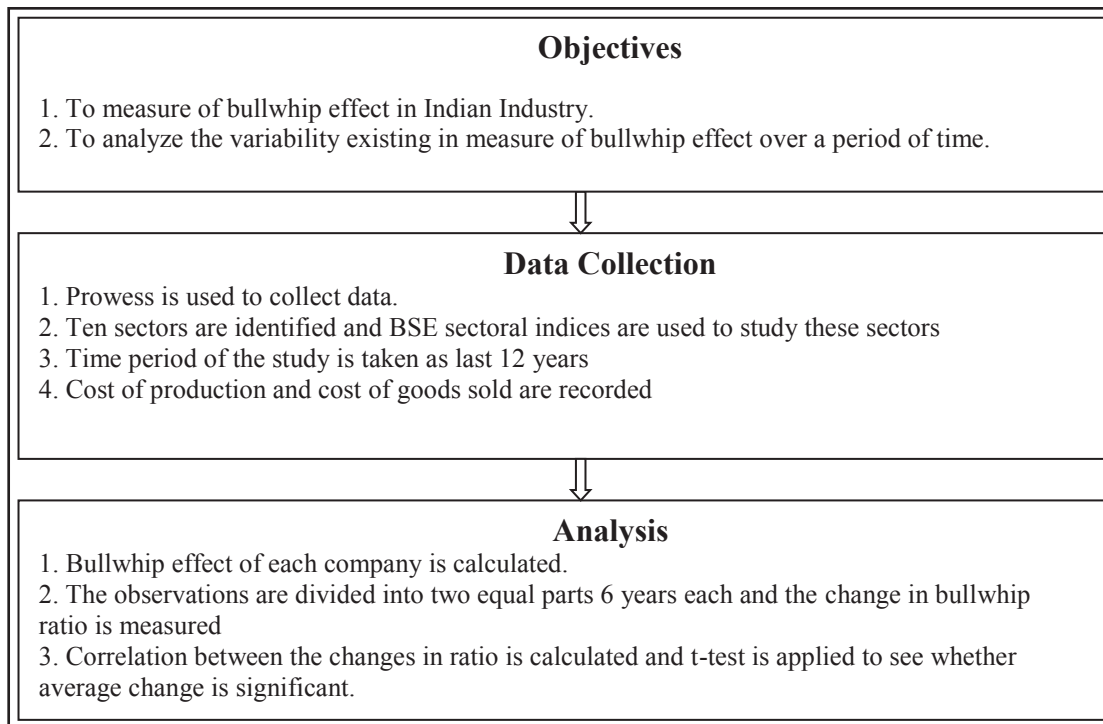 Objectives
1. To measure of bullwhip effect in Indian Industry.
2. To analyze the variability existing in measure of bullwhip effect over a period of time.
Data Collection
1. Prowess is used to collect data.
2. Ten sectors are identified and BSE sectoral indices are used to study these sectors
3. Time period of the study is taken as last 12 years
4. Cost of production and cost of goods sold are recorded
Analysis
1. Bullwhip effect of each company is calculated.
2. The observations are divided into two equal parts 6 years each and the change in bullwhip
ratio is measured
3. Correlation between the changes in ratio is calculated and t-test is applied to see whether
average change is significant.